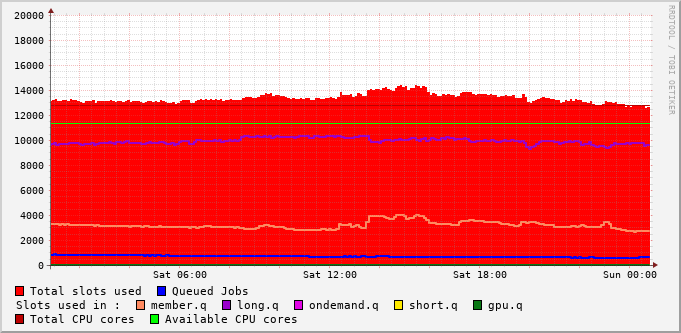 20000
18000
16000
14000
12000
10000
8000
6000
4000
2000
0
Sat 06:00 Sat 12:00 Sat 18:00 Sun 00:00
RRDTOOL / TOBI OETIKER
Total slots used Queued Jobs
Slots used in : member.q long.q ondemand.q short.q gpu.q
Total CPU cores Available CPU cores